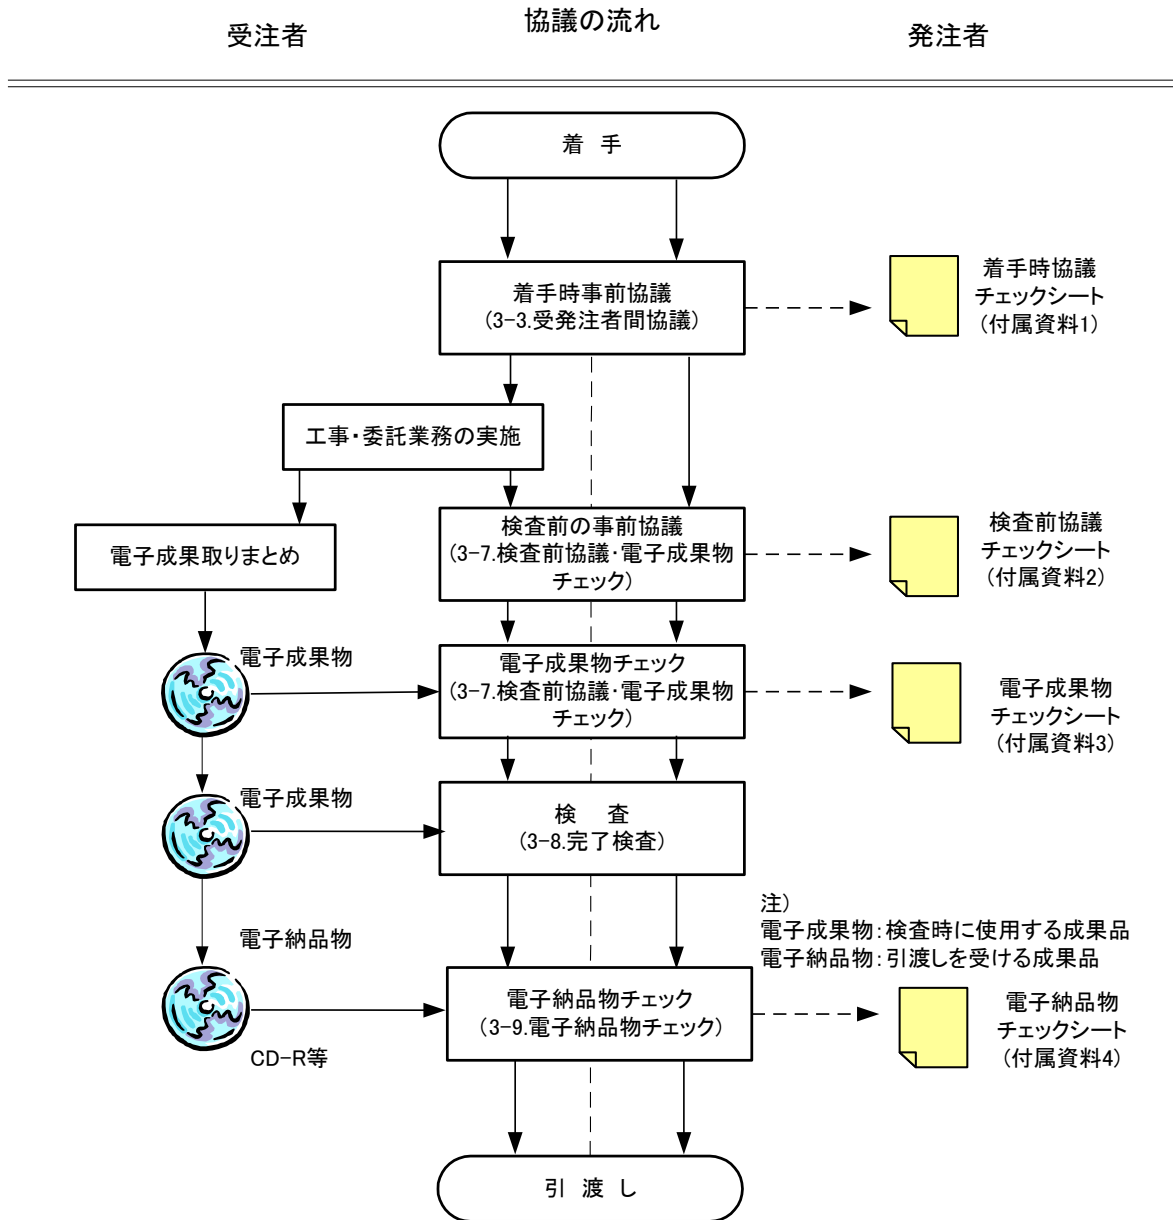 受注者
協議の流れ
発注者
着 手
着手時事前協議
(3-3.受発注者間協議)
着手時協議
チェックシート
(付属資料1)
工事・委託業務の実施
電子成果取りまとめ
検査前の事前協議
(3-7.検査前協議・電子成果物
チェック)
検査前協議
チェックシート
(付属資料2)
電子成果物
電子成果物チェック
(3-7.検査前協議・電子成果物
チェック)
電子成果物
チェックシート
(付属資料3)
電子成果物
検 査
(3-8.完了検査)
注)
電子成果物:検査時に使用する成果品
電子納品物:引渡しを受ける成果品
電子納品物
電子納品物チェック
(3-9.電子納品物チェック)
電子納品物
チェックシート
(付属資料4)
CD-R等
引 渡 し